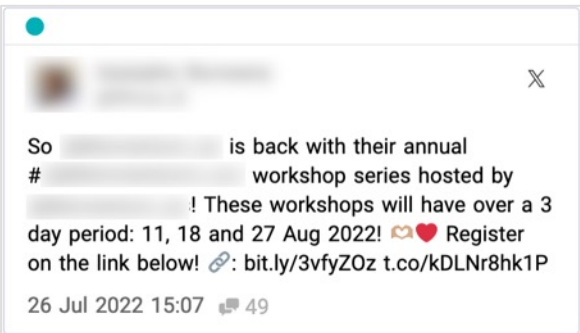 So is back with their annual
# workshop series hosted by
! These workshops will have over a 3
day period: 11, 18 and 27 Aug 2022! 🫶🏼❤️ Register
on the link below! 🔗: bit.ly/3vfyZOz t.co/kDLNr8hk1P
26 Jul 2022 15:07 49